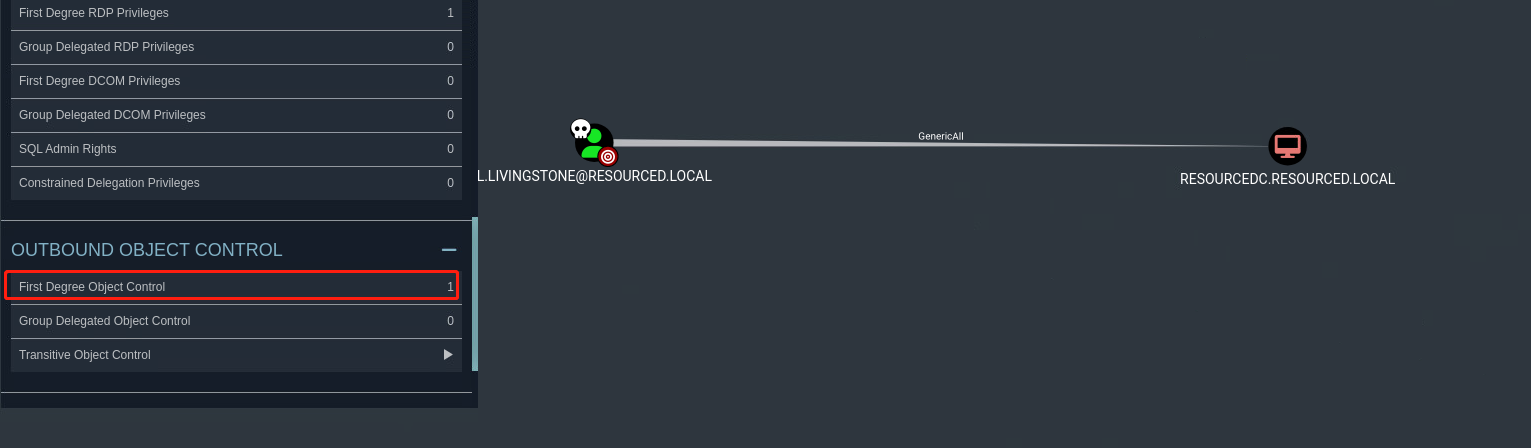 First Degree RDP Privileges 1
Group Delegated RDP Privileges 0
First Degree DCOM Privileges 0
Group Delegated DCOM Privileges 0
SQL Admin Rights 0
Constrained Delegation Privileges 0
OUTBOUND OBJECT CONTROL
First Degree Object Control 1
Group Delegated Object Control 0
Transitive Object Control
GenericAll
L.LIVINGSTONE@RESOURCED.LOCAL
RESOURCEDC.RESOURCED.LOCAL